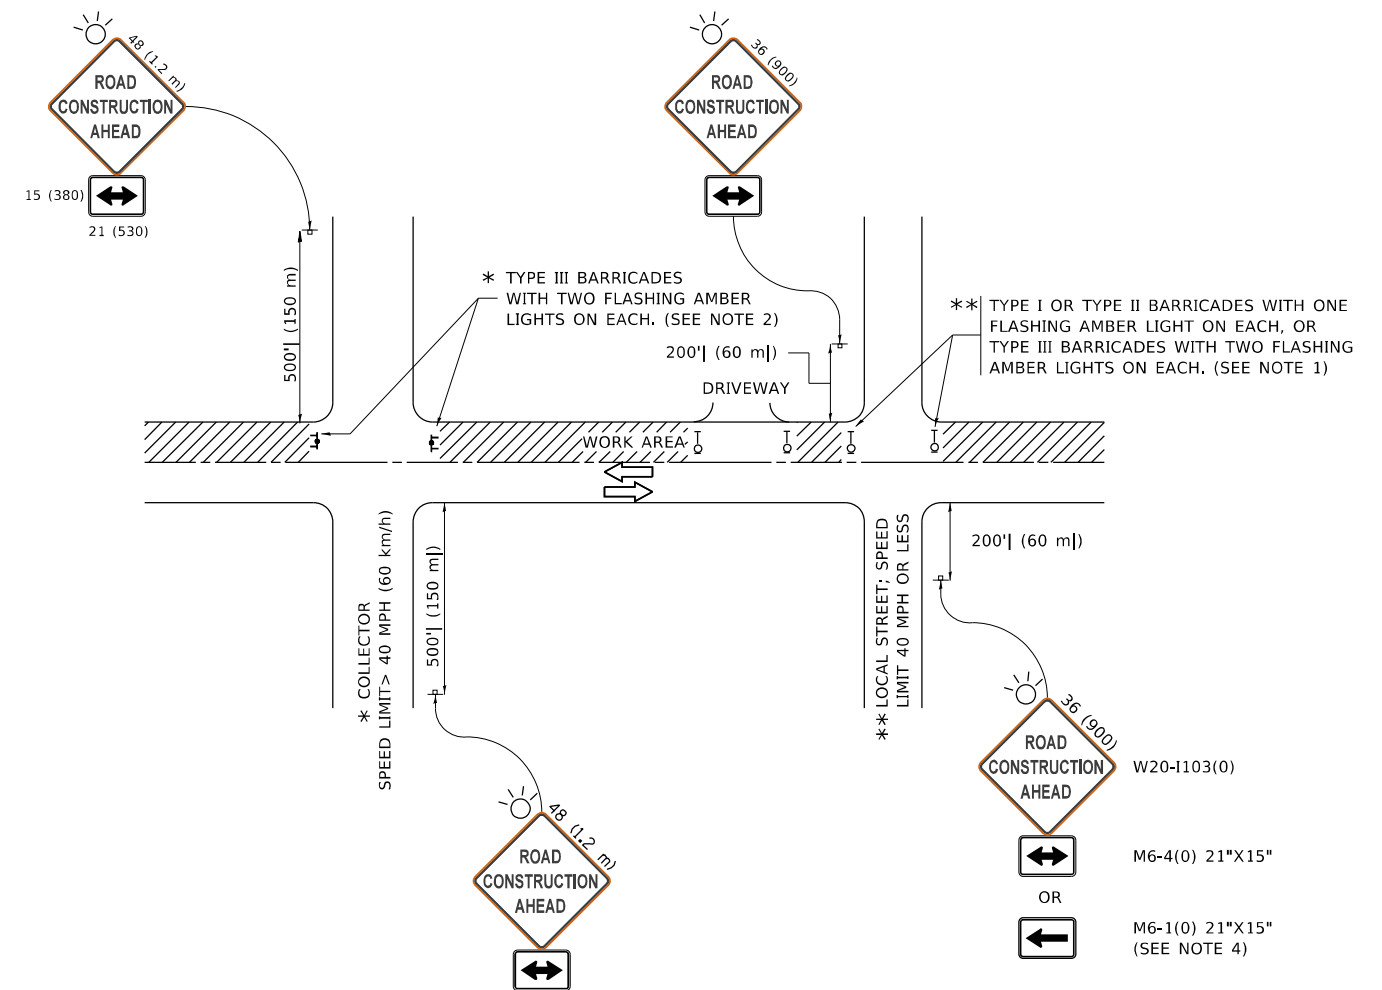 48 (1.2 m)
ROAD
CONSTRUCTION
AHEAD
15 (380)
21 (530)
36 (900)
ROAD
CONSTRUCTION
AHEAD
500'| (150 m)
* TYPE III BARRICADES
WITH TWO FLASHING AMBER
LIGHTS ON EACH. (SEE NOTE 2)
200'| (60 m|)
DRIVEWAY
** TYPE I OR TYPE II BARRICADES WITH ONE
FLASHING AMBER LIGHT ON EACH, OR
TYPE III BARRICADES WITH TWO FLASHING
AMBER LIGHTS ON EACH. (SEE NOTE 1)
WORK AREA
* COLLECTOR
SPEED LIMIT> 40 MPH (60 km/h)
500'| (150 m|)
** LOCAL STREET; SPEED
LIMIT 40 MPH OR LESS
200'| (60 m|)
48 (1.2 m)
ROAD
CONSTRUCTION
AHEAD
36 (900)
ROAD
CONSTRUCTION
AHEAD
W20-I103(0)
M6-4(0) 21"X15"
OR
M6-1(0) 21"X15"
(SEE NOTE 4)